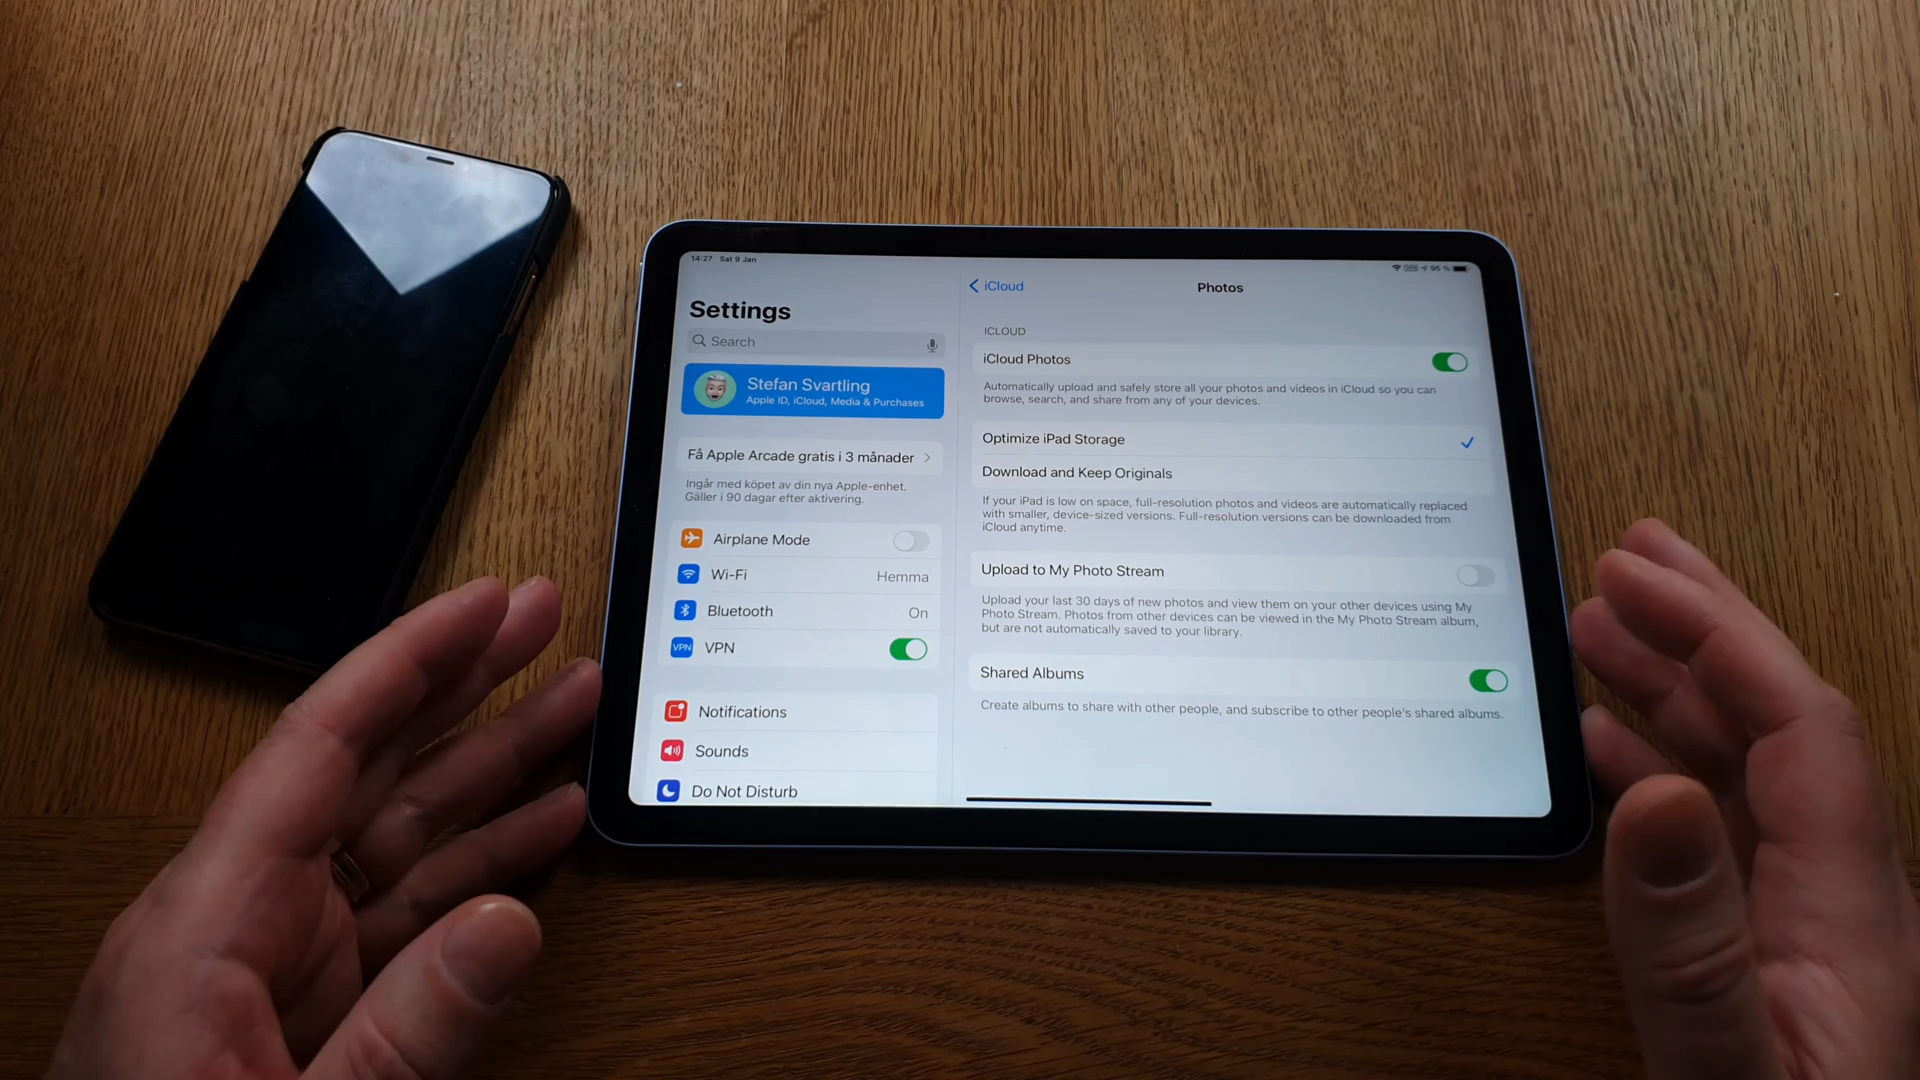 14:27 Sat 9 Jan
95 %
Settings
Search
Stefan Svartling
Apple ID, iCloud, Media & Purchases
Få Apple Arcade gratis i 3 månader
Ingår med köpet av din nya Apple-enhet.
Gäller i 90 dagar efter aktivering.
Airplane Mode
Wi-Fi Hemma
Bluetooth On
VPN VPN
Notifications
Sounds
Do Not Disturb
iCloud
Photos
ICLOUD
iCloud Photos
Automatically upload and safely store all your photos and videos in iCloud so you can
browse, search, and share from any of your devices.
Optimize iPad Storage
Download and Keep Originals
If your iPad is low on space, full-resolution photos and videos are automatically replaced
with smaller, device-sized versions. Full-resolution versions can be downloaded from
iCloud anytime.
Upload to My Photo Stream
Upload your last 30 days of new photos and view them on your other devices using My
Photo Stream. Photos from other devices can be viewed in the My Photo Stream album,
but are not automatically saved to your library.
Shared Albums
Create albums to share with other people, and subscribe to other people's shared albums.